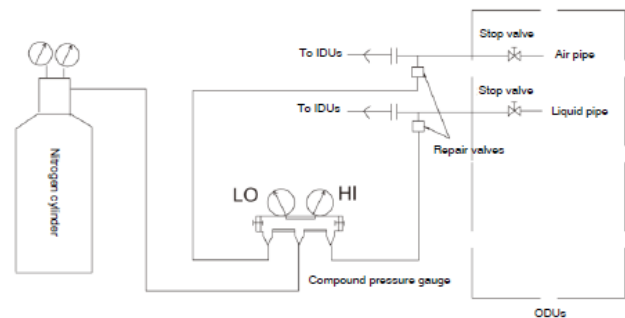 Stop valve
To IDUs
Air pipe
Stop valve
To IDUs
Liquid pipe
Repair valves
Nitrogen cylinder
LO
HI
Compound pressure gauge
ODUs